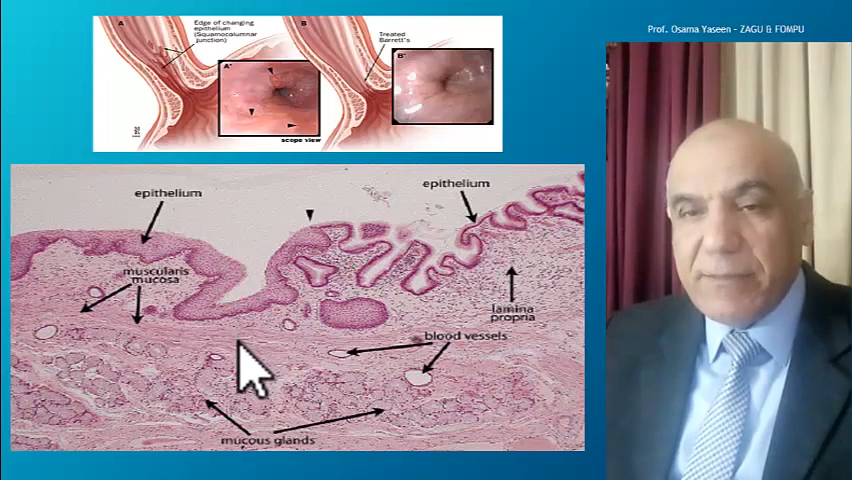 Prof. Osama Yaseen - ZAGU & FOMPU
A
Edge of changing
epithelium
(Squamocolumnar
junction)
B
Treated
Barrett's
A'
B'
scope view
epithelium
epithelium
muscularis
mucosa
lamina
propria
blood vessels
mucous glands